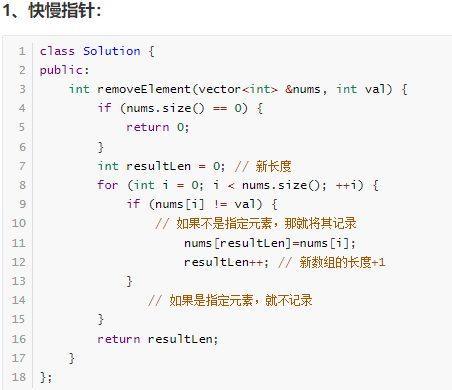 1、快慢指针：
1 class Solution {
2 public:
3     int removeElement(vector<int> &nums, int val) {
4         if (nums.size() == 0) {
5             return 0;
6         }
7         int resultLen = 0; // 新长度
8         for (int i = 0; i < nums.size(); ++i) {
9             if (nums[i] != val) {
10                 // 如果不是指定元素，那就将其记录
11                     nums[resultLen]=nums[i];
12                     resultLen++; // 新数组的长度+1
13             }
14                // 如果是指定元素，就不记录
15         }
16         return resultLen;
17     }
18 };